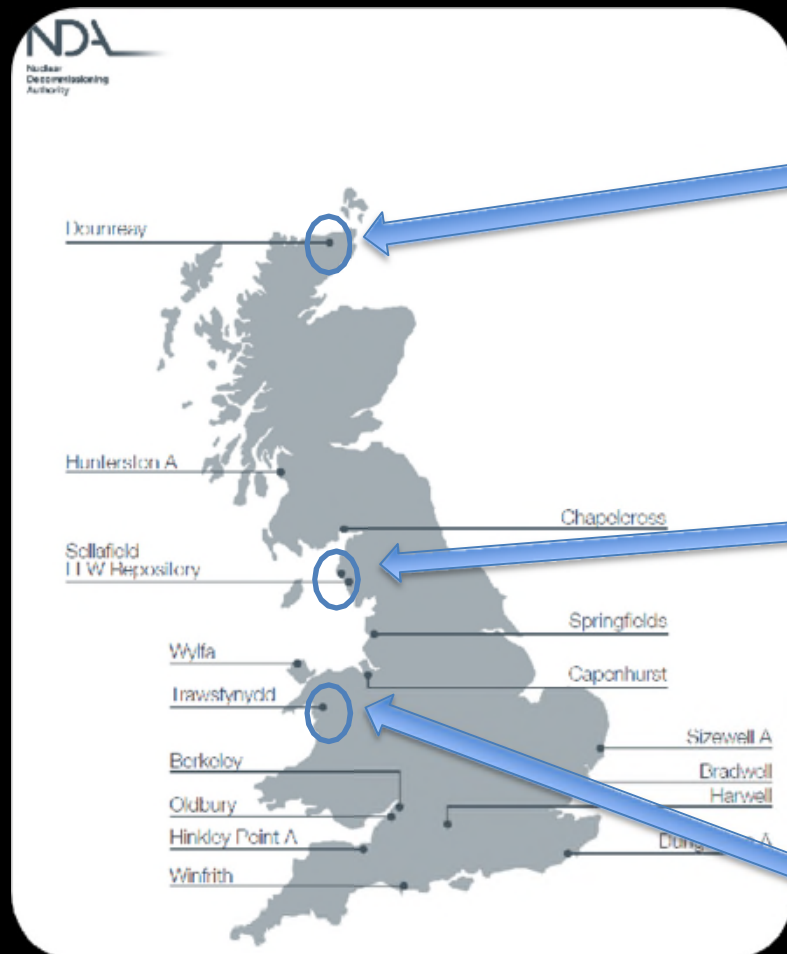 NDA
Nuclear
Decommissioning
Authority
Dounreay
Hunterston A
Chapelcross
Sellafield
LLW Repository
Springfields
Wylfa
Capenhurst
Trawsfynydd
Sizewell A
Berkeley
Bradwell
Harwell
Oldbury
Hinkley Point A
A
Winfrith